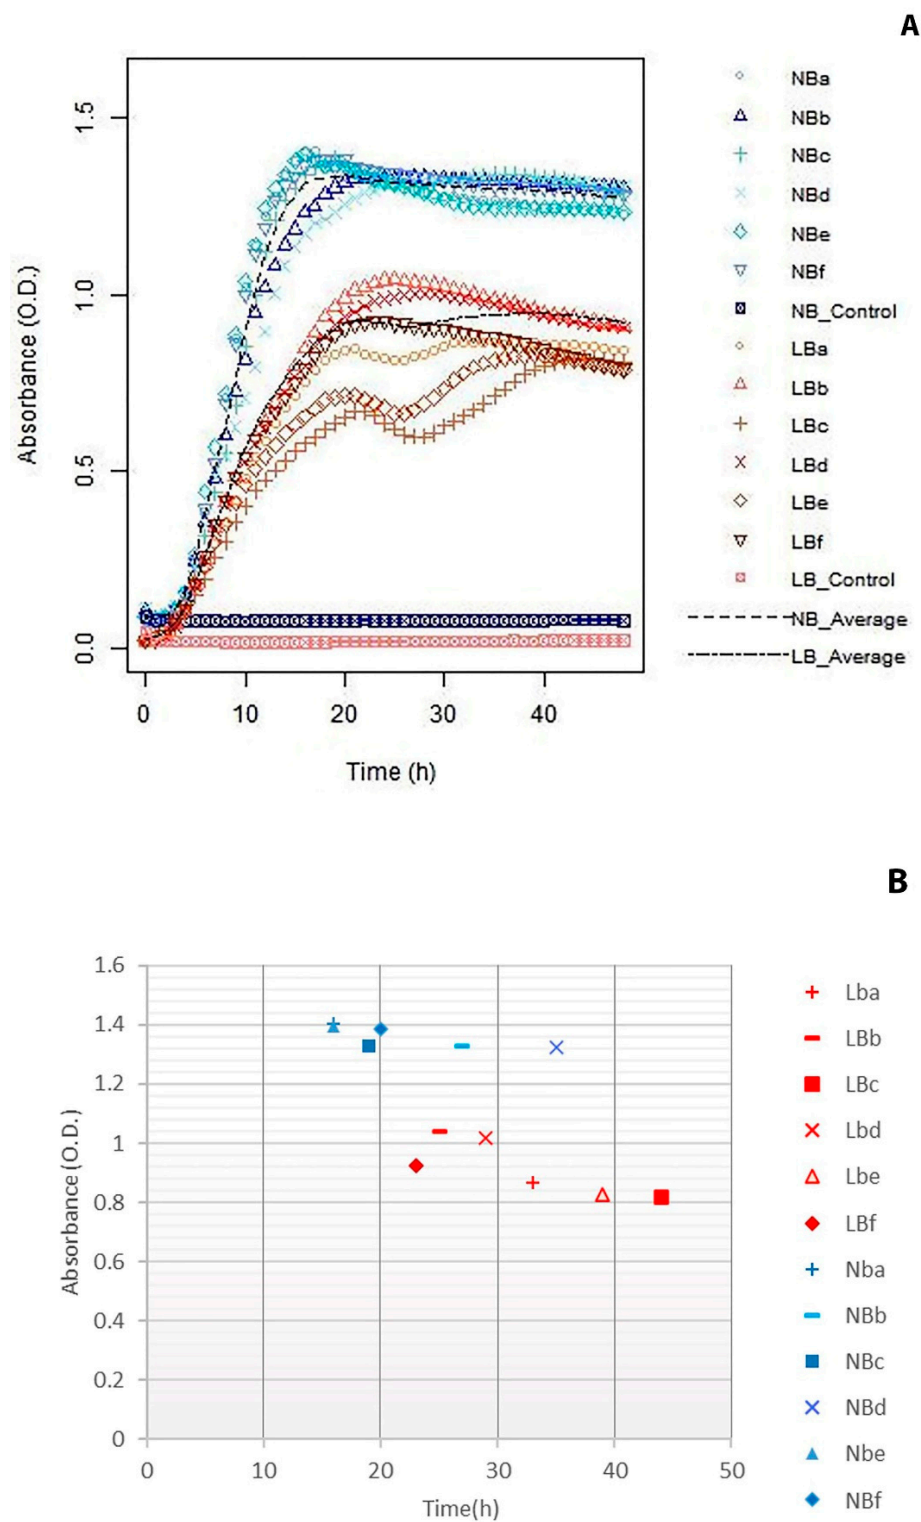 A
NBa
NBb
NBc
NBd
NBe
NBf
NB_Control
LBa
LBb
LBc
LBd
LBe
LBf
LB_Control
NB_Average
LB_Average
Absorbance (O.D.)
1.5
1.0
0.5
0.0
0 10 20 30 40
Time (h)
B
Absorbance (O.D.)
1.6
1.4
1.2
1
0.8
0.6
0.4
0.2
0
0 10 20 30 40 50
Time(h)
Lba
LBb
LBc
Lbd
Lbe
LBf
Nba
NBb
NBc
NBd
Nbe
NBf